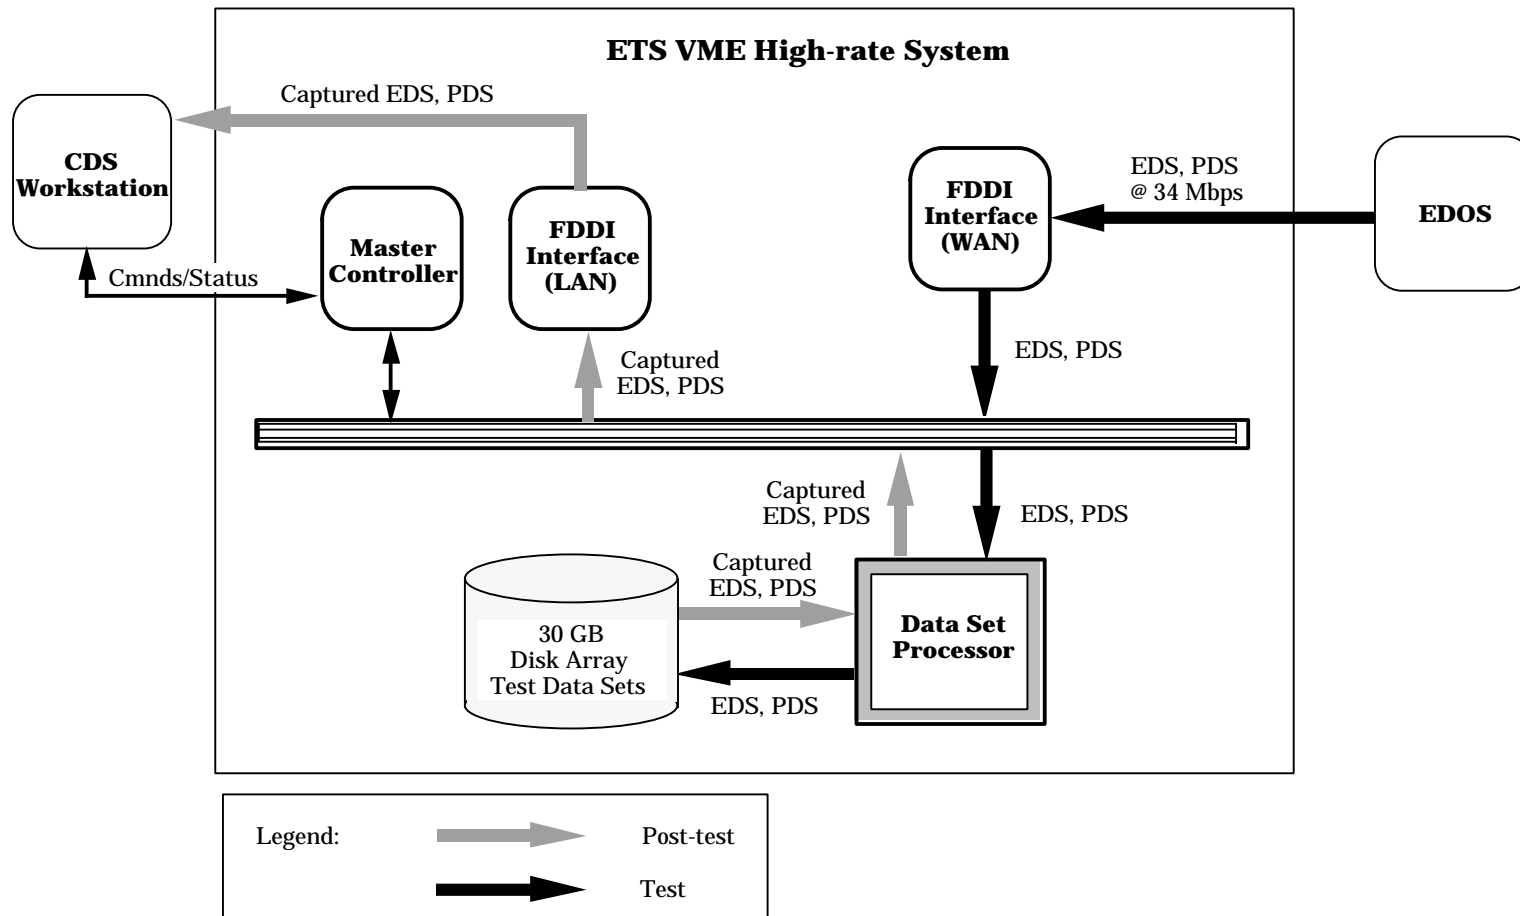 ETS VME High-rate System
Captured EDS, PDS
CDS
Workstation
FDDI
Interface
(WAN)
EDS, PDS
@ 34 Mbps
EDOS
FDDI
Interface
(LAN)
Master
Controller
Cmnds/Status
Captured
EDS, PDS
EDS, PDS
Captured
EDS, PDS
EDS, PDS
Captured
EDS, PDS
30 GB
Disk Array
Test Data Sets
Data Set
Processor
EDS, PDS
Legend:
Post-test
Test